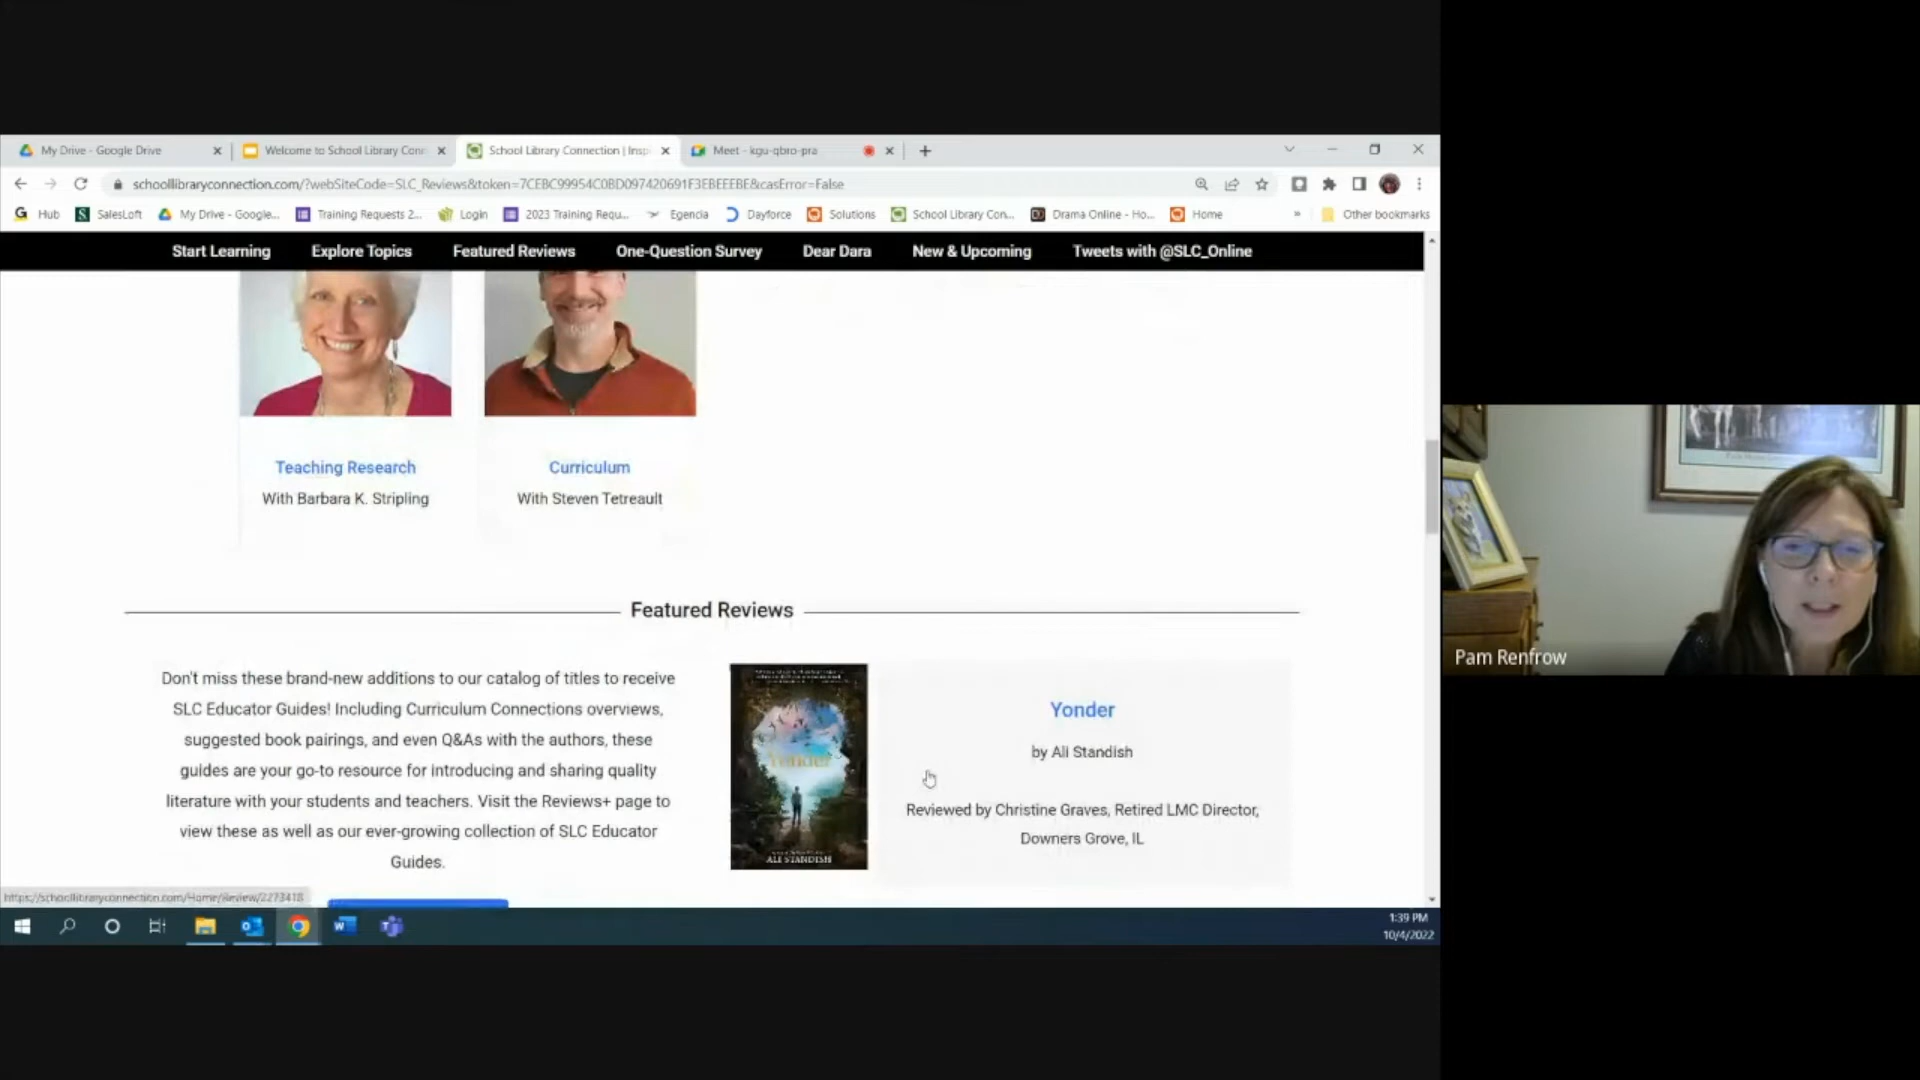 My Drive - Google Drive
Welcome to School Library Conn
School Library Connection | Insp
Meet - kgu-qbro-pra
schoollibraryconnection.com/?webSiteCode=SLC_Reviews&token=7CEBC99954C0BD097420691F3EBEEEBE&casError=False
Hub SalesLoft My Drive - Google... Training Requests 2... Login 2023 Training Requ... Egencia Dayforce Solutions School Library Con... Drama Online - Ho... Home » Other bookmarks
Start Learning Explore Topics Featured Reviews One-Question Survey Dear Dara New & Upcoming Tweets with @SLC_Online
Teaching Research
With Barbara K. Stripling
Curriculum
With Steven Tetreault
Featured Reviews
Don't miss these brand-new additions to our catalog of titles to receive
SLC Educator Guides! Including Curriculum Connections overviews,
suggested book pairings, and even Q&As with the authors, these
guides are your go-to resource for introducing and sharing quality
literature with your students and teachers. Visit the Reviews+ page to
view these as well as our ever-growing collection of SLC Educator
Guides.
Yonder
ALI STANDISH
Yonder
by Ali Standish
Reviewed by Christine Graves, Retired LMC Director,
Downers Grove, IL
https://schoollibraryconnection.com/Home/Review/2273418
1:39 PM
10/4/2022
Pam Renfrow